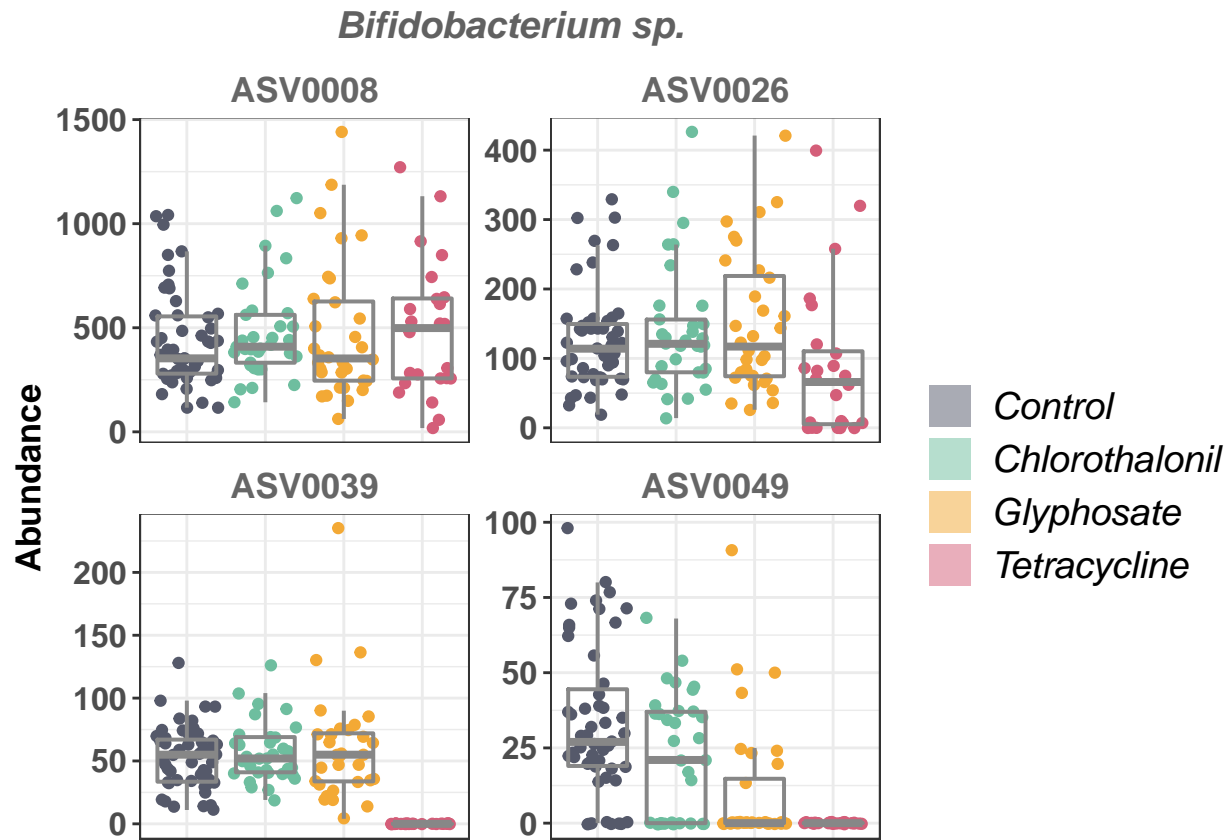 Bifidobacterium sp.
ASV0008
ASV0026
1500
1000
500
0
400
300
200
100
0
Abundance
ASV0039
ASV0049
200
150
100
50
0
100
75
50
25
0
Control
Chlorothalonil
Glyphosate
Tetracycline